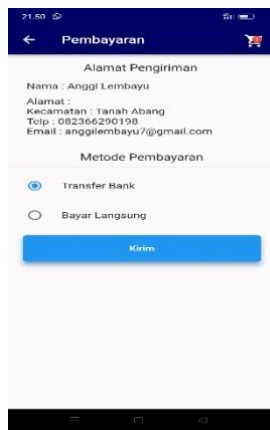 21.50
Pembayaran
Alamat Pengiriman
Nama : Anggi Lembayu
Alamat :
Kecamatan : Tanah Abang
Telp : 082366290198
Email : anggilembayu7@gmail.com
Metode Pembayaran
Transfer Bank
Bayar Langsung
Kirim